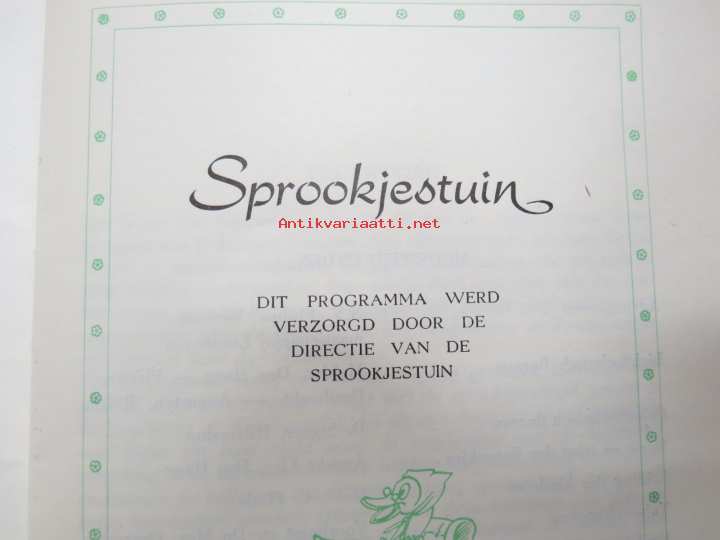 Sprookjestuin
Antikvariaatti.net
DIT PROGRAMMA WERD
VERZORGD DOOR DE
DIRECTIE VAN DE
SPROOKJESTUIN